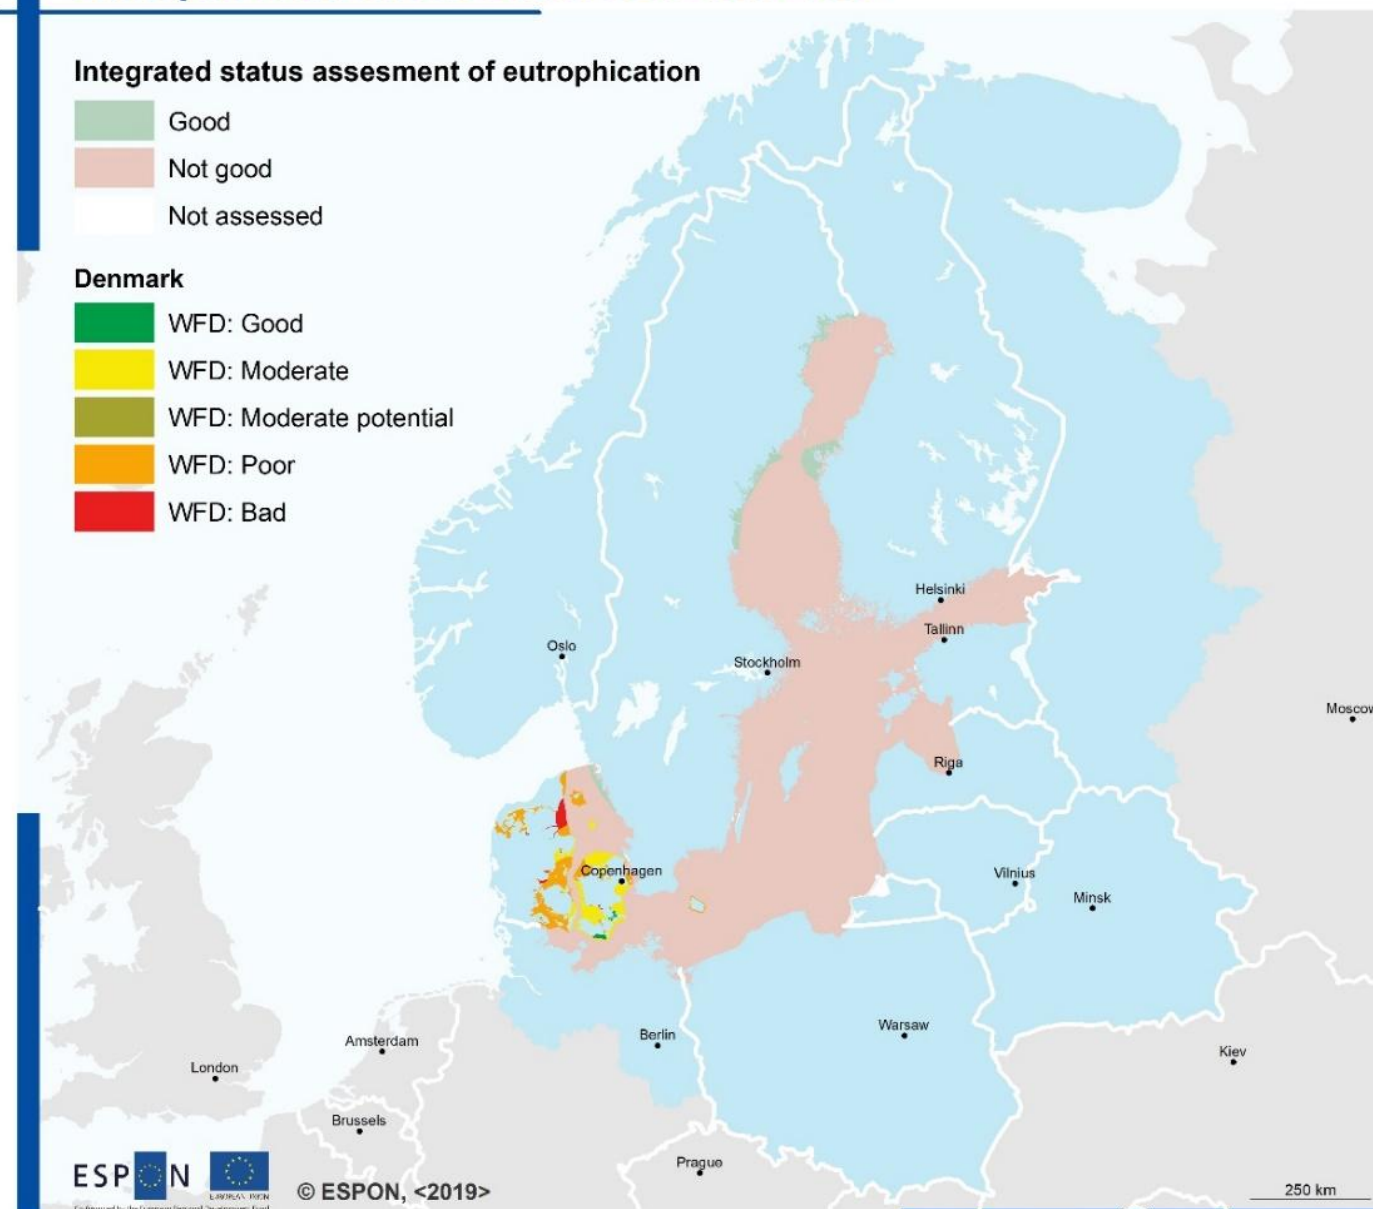 Integrated status assesment of eutrophication
Good
Not good
Not assessed
Denmark
WFD: Good
WFD: Moderate
WFD: Moderate potential
WFD: Poor
WFD: Bad
Helsinki
Tallinn
Oslo
Stockholm
Moscow
Riga
Copenhagen
Vilnius
Minsk
Warsaw
Berlin
Amsterdam
Kiev
London
Brussels
Prague
ESPON
EUROPEAN UNION
© ESPON, <2019>
250 km